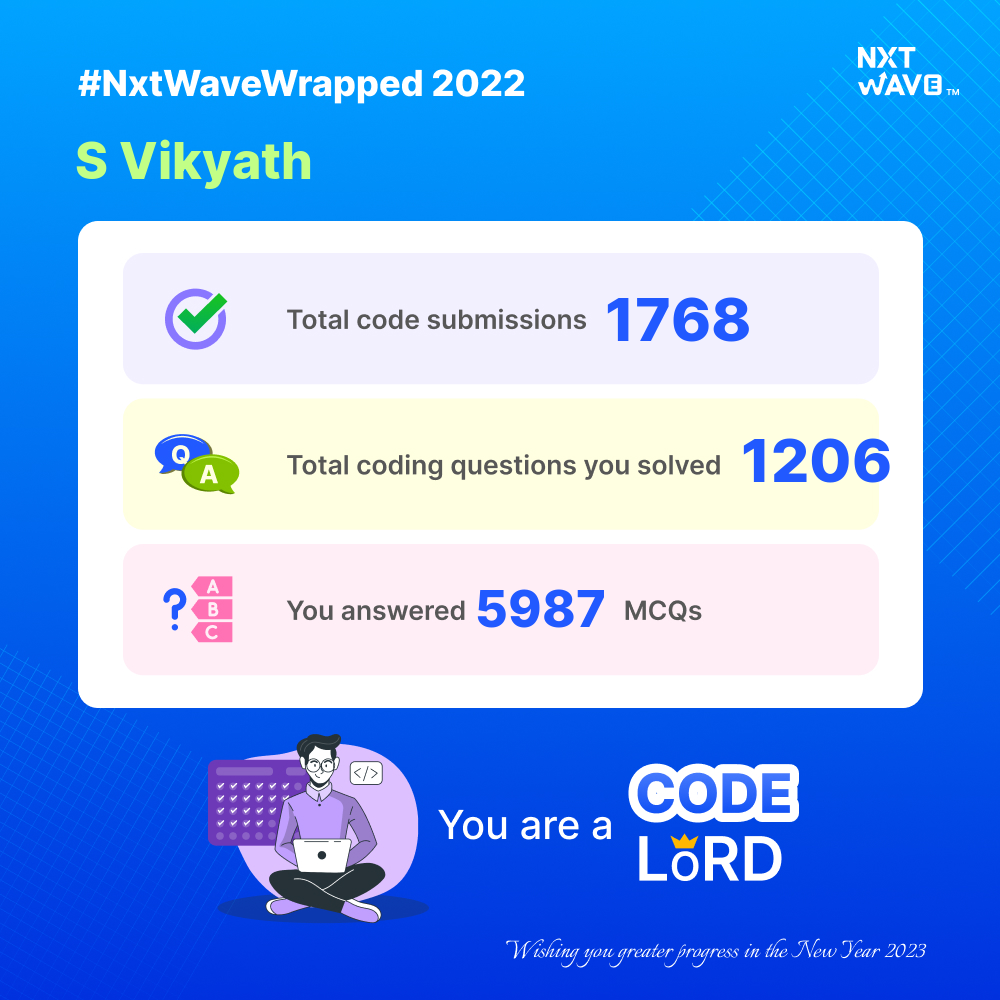 #NxtWaveWrapped 2022
NXT
WAVE™
S Vikyath
Total code submissions 1768
Q
A
Total coding questions you solved 1206
?
A
B
C
You answered 5987 MCQs
</>
You are a
CODE
LoRD
Wishing you greater progress in the New Year 2023